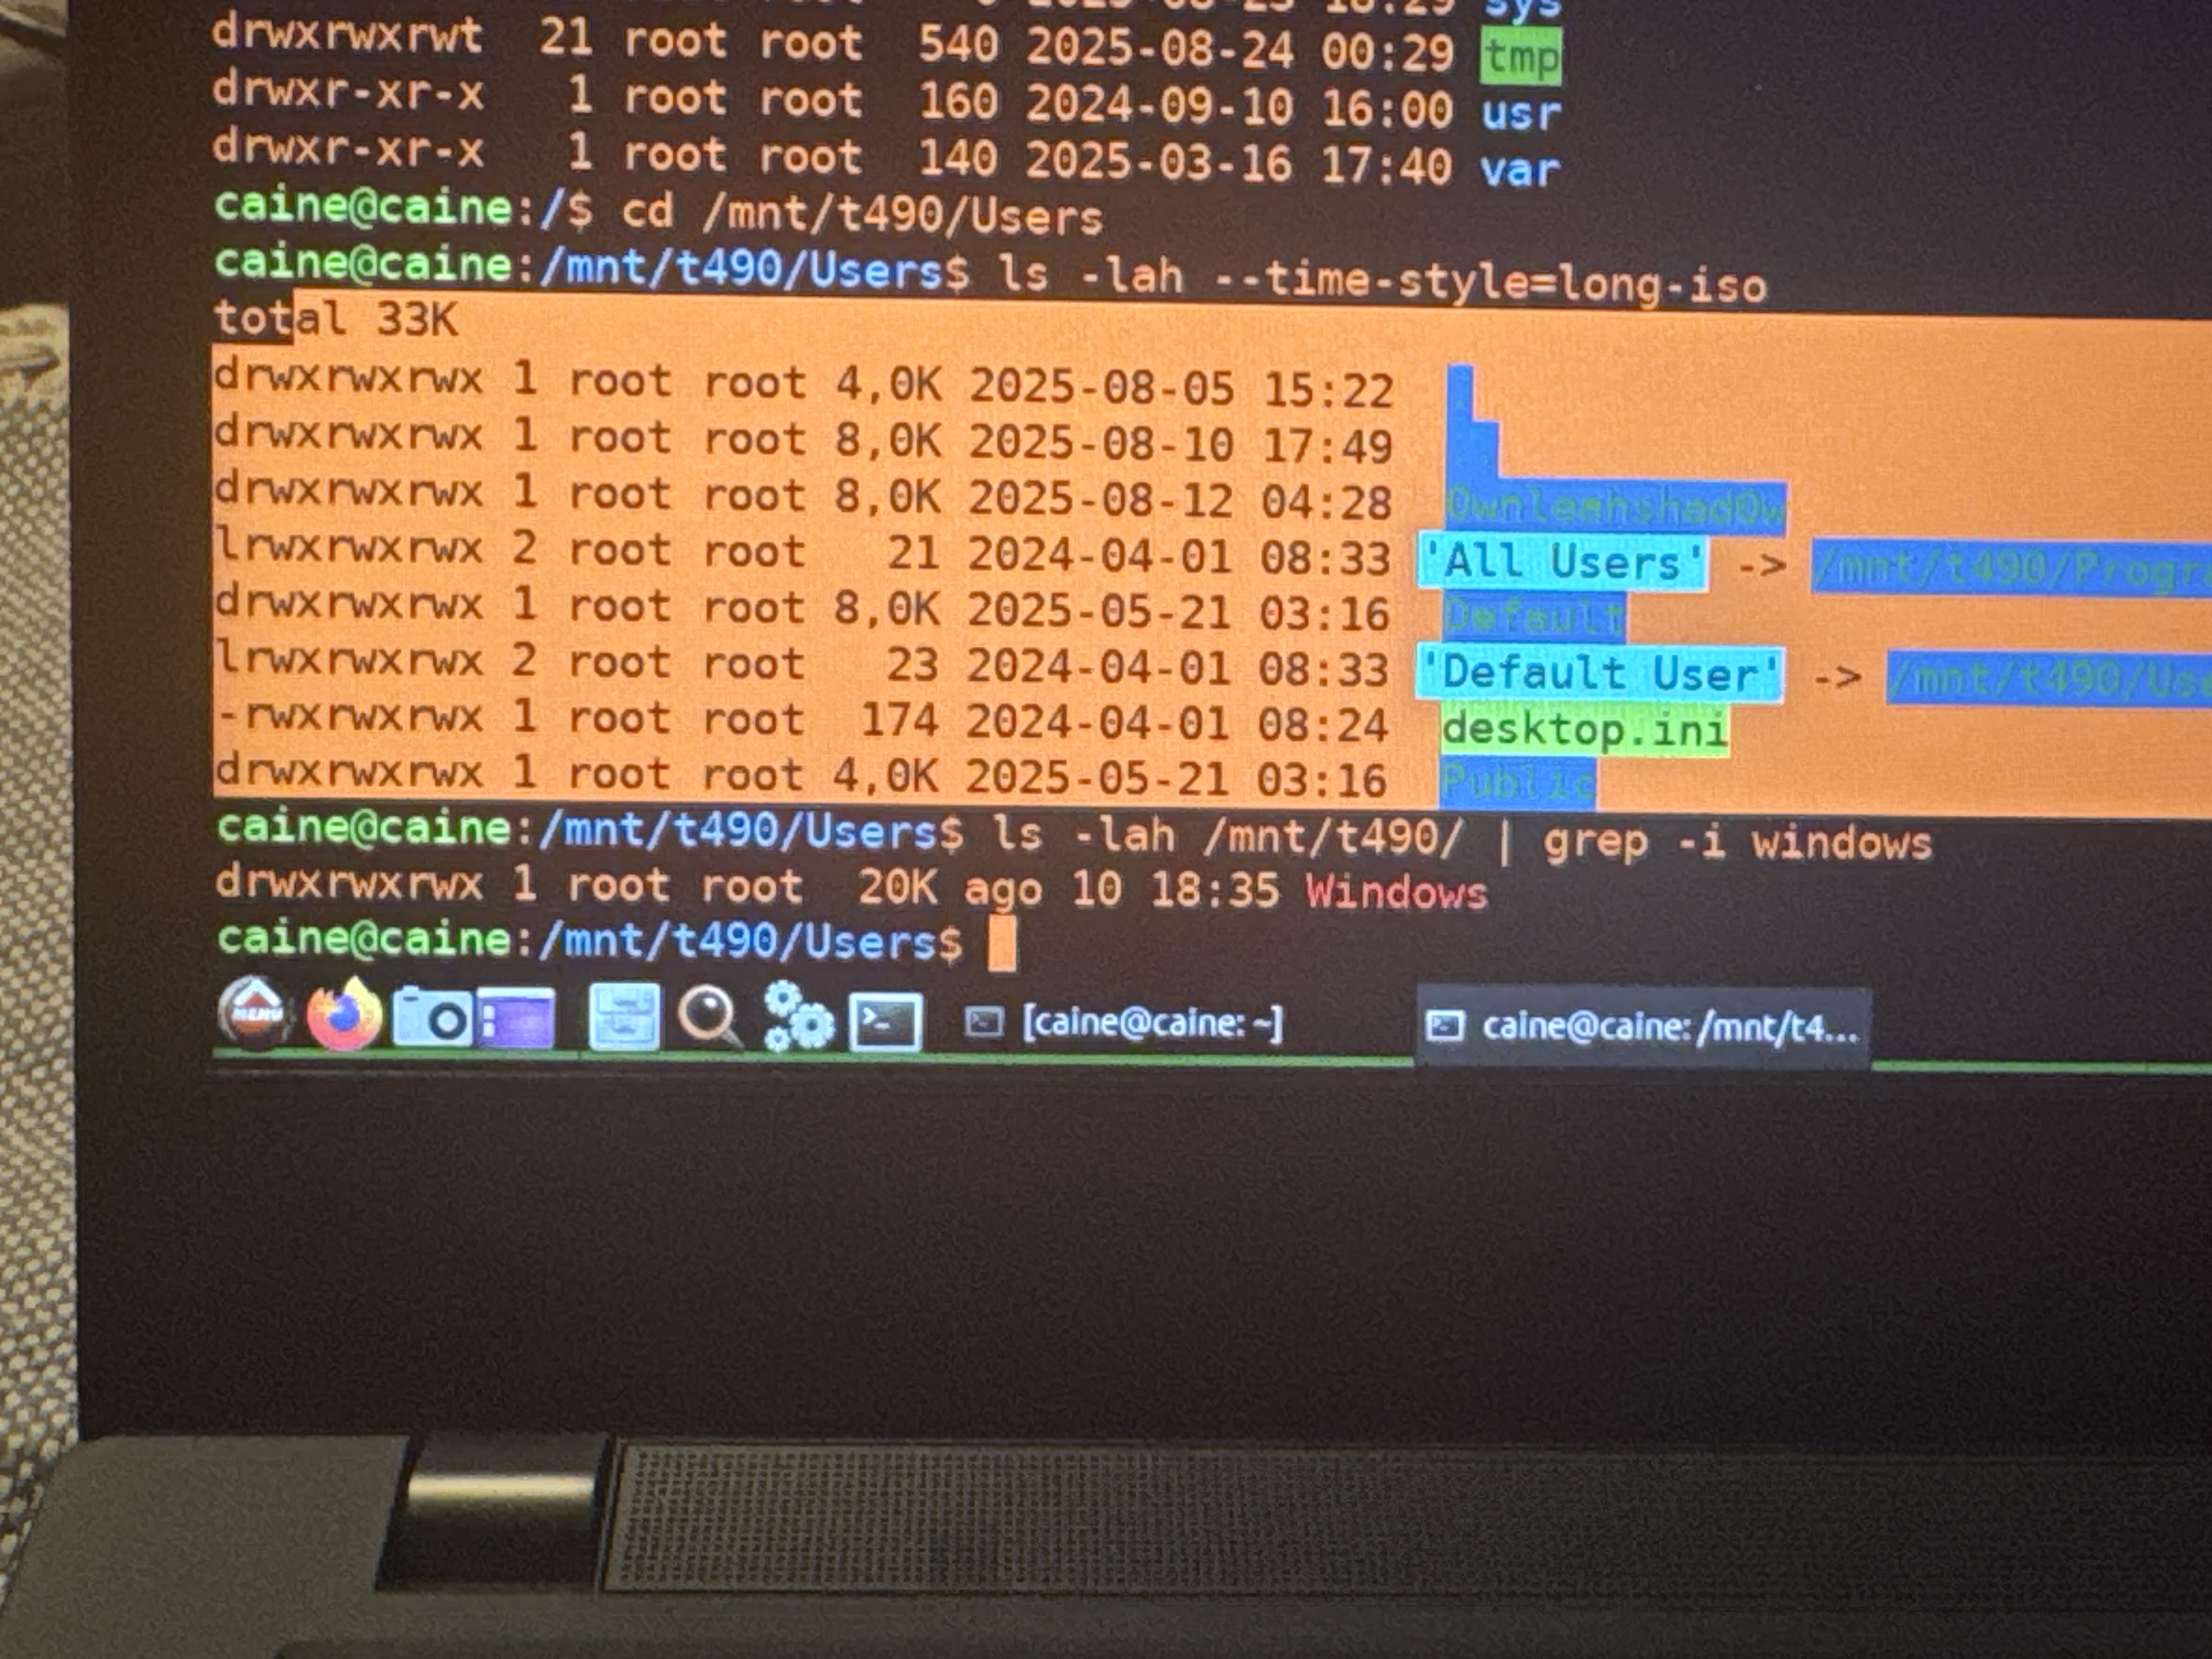 sys
drwxrwxrwt 21 root root 540 2025-08-24 00:29 tmp
drwxr-xr-x 1 root root 160 2024-09-10 16:00 usr
drwxr-xr-x 1 root root 140 2025-03-16 17:40 var
caine@caine:/$ cd /mnt/t490/Users
caine@caine:/mnt/t490/Users$ ls -lah --time-style=long-iso
total 33K
drwxrwxrwx 1 root root 4,0K 2025-08-05 15:22 .
drwxrwxrwx 1 root root 8,0K 2025-08-10 17:49
drwxrwxrwx 1 root root 8,0K 2025-08-12 04:28 0wnleahshad0w
lrwxrwxrwx 2 root root 21 2024-04-01 08:33 'All Users' -> /mnt/t490/Progra
drwxrwxrwx 1 root root 8,0K 2025-05-21 03:16 Default
lrwxrwxrwx 2 root root 23 2024-04-01 08:33 'Default User' -> /mnt/t490/Use
-rwxrwxrwx 1 root root 174 2024-04-01 08:24 desktop.ini
drwxrwxrwx 1 root root 4,0K 2025-05-21 03:16 Public
caine@caine:/mnt/t490/Users$ ls -lah /mnt/t490/ | grep -i windows
drwxrwxrwx 1 root root 20K ago 10 18:35 Windows
caine@caine:/mnt/t490/Users$
MENU
[caine@caine: ~]
caine@caine: /mnt/t4...